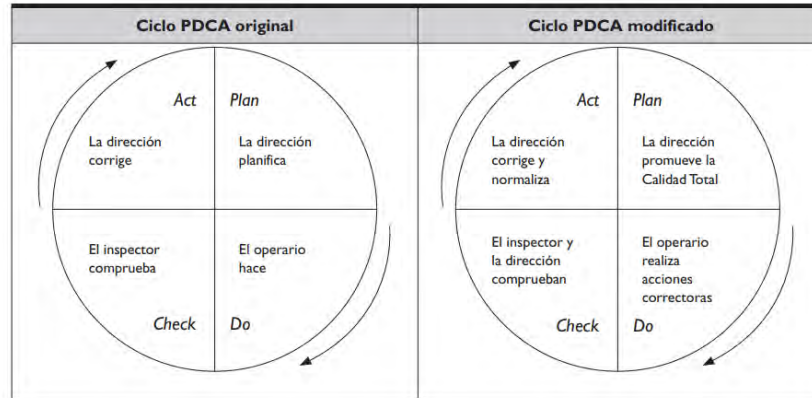 Ciclo PDCA original
Act
Plan
La dirección
corrige
La dirección
planifica
El inspector
comprueba
El operario
hace
Check
Do
Ciclo PDCA modificado
Act
Plan
La dirección
corrige y
normaliza
La dirección
promueve la
Calidad Total
El inspector y
la dirección
comprueban
El operario
realiza
acciones
correctoras
Check
Do